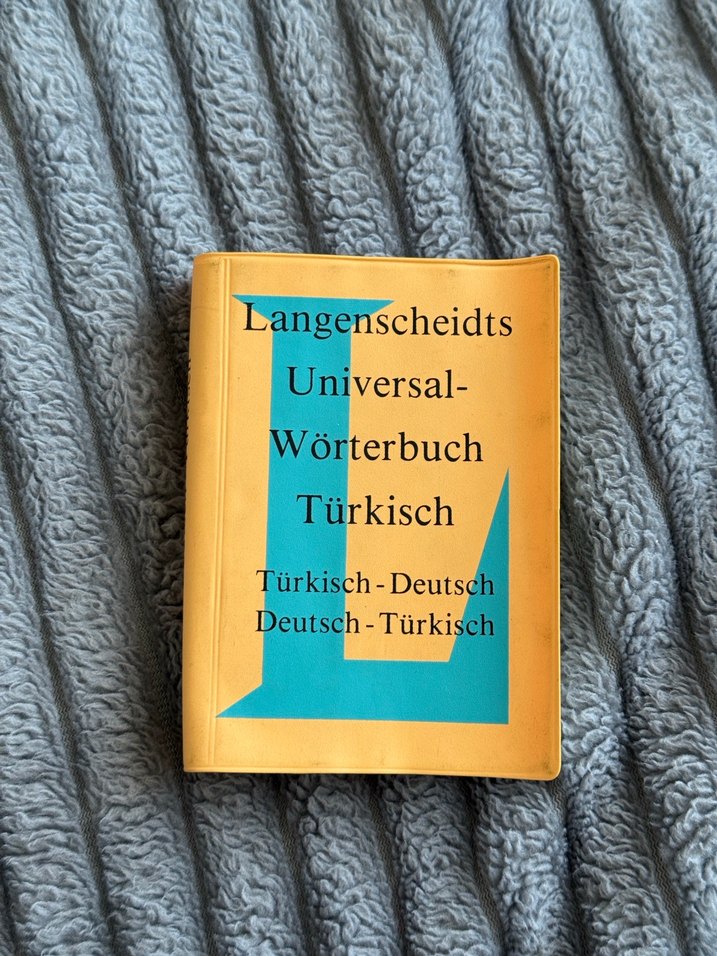 Langenscheidts
Universal-
Wörterbuch
Türkisch
Türkisch - Deutsch
Deutsch - Türkisch